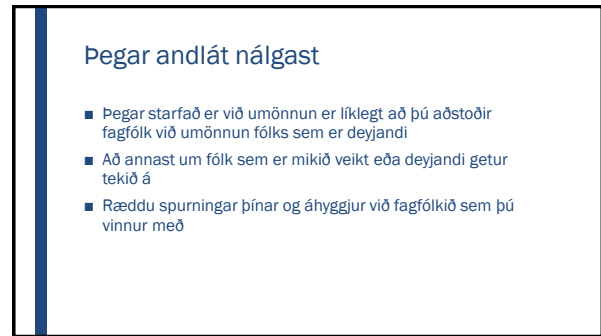 Þegar andlát nálgast
■ Þegar starfað er við umönnun er líklegt að þú aðstoðir
fagfólk við umönnun fólks sem er deyjandi
■ Að annast um fólk sem er mikið veikt eða deyjandi getur
tekið á
■ Ræddu spurningar þínar og áhyggjur við fagfólkið sem þú
vinnur með